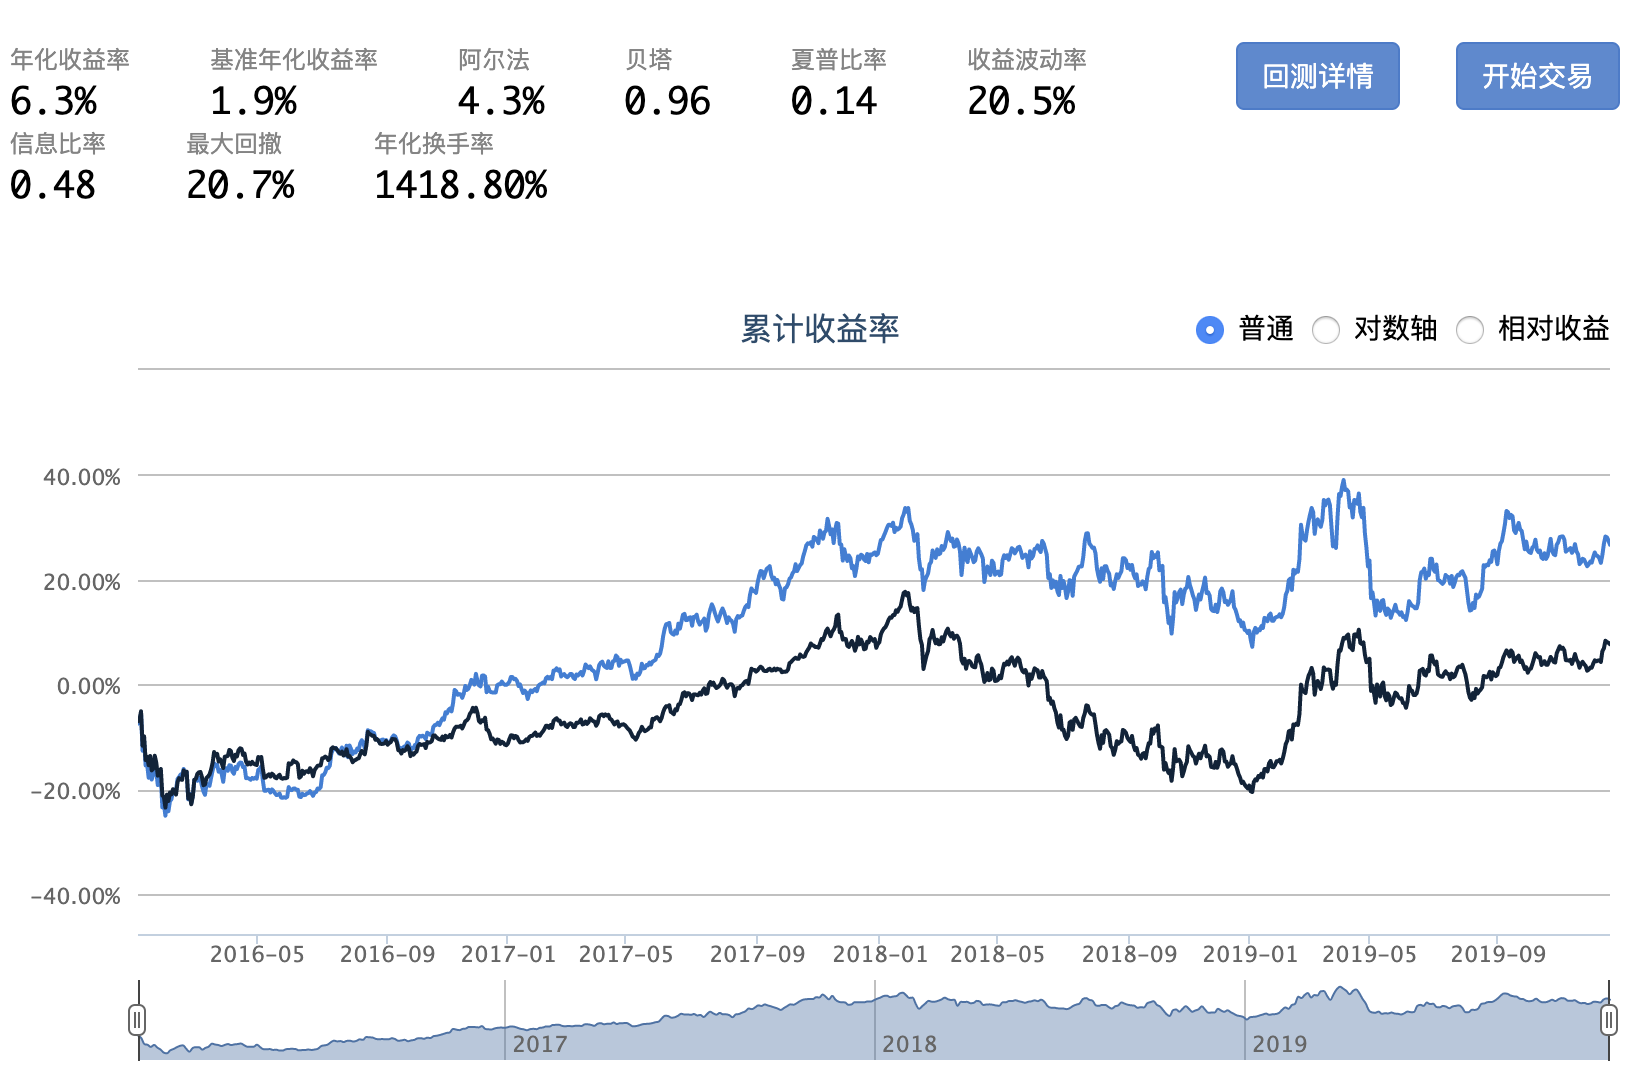 年化收益率 基准年化收益率 阿尔法 贝塔 夏普比率 收益波动率
6.3% 1.9% 4.3% 0.96 0.14 20.5%
回测详情 开始交易
信息比率 最大回撤 年化换手率
0.48 20.7% 1418.80%
累计收益率
普通 对数轴 相对收益
40.00%
20.00%
0.00%
-20.00%
-40.00%
2016-05 2016-09 2017-01 2017-05 2017-09 2018-01 2018-05 2018-09 2019-01 2019-05 2019-09
2017 2018 2019